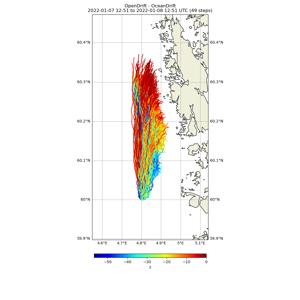 OpenDrift - OceanDrift
2022-01-07 12:51 to 2022-01-08 12:51 UTC (49 steps)
60.4°N
60.4°N
60.3°N
60.3°N
60.2°N
60.2°N
60.1°N
60.1°N
60°N
60°N
59.9°N
59.9°N
4.6°E 4.7°E 4.8°E 4.9°E 5°E 5.1°E
−50 −40 −30 −20 −10 0
z